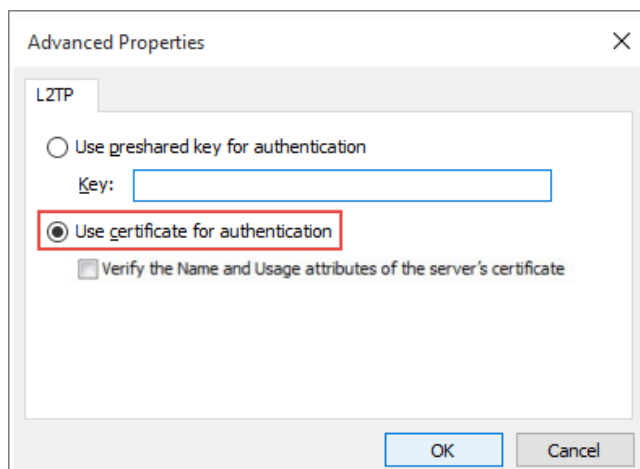 Advanced Properties
L2TP
Use preshared key for authentication
Key:
Use certificate for authentication
Verify the Name and Usage attributes of the server's certificate
OK Cancel